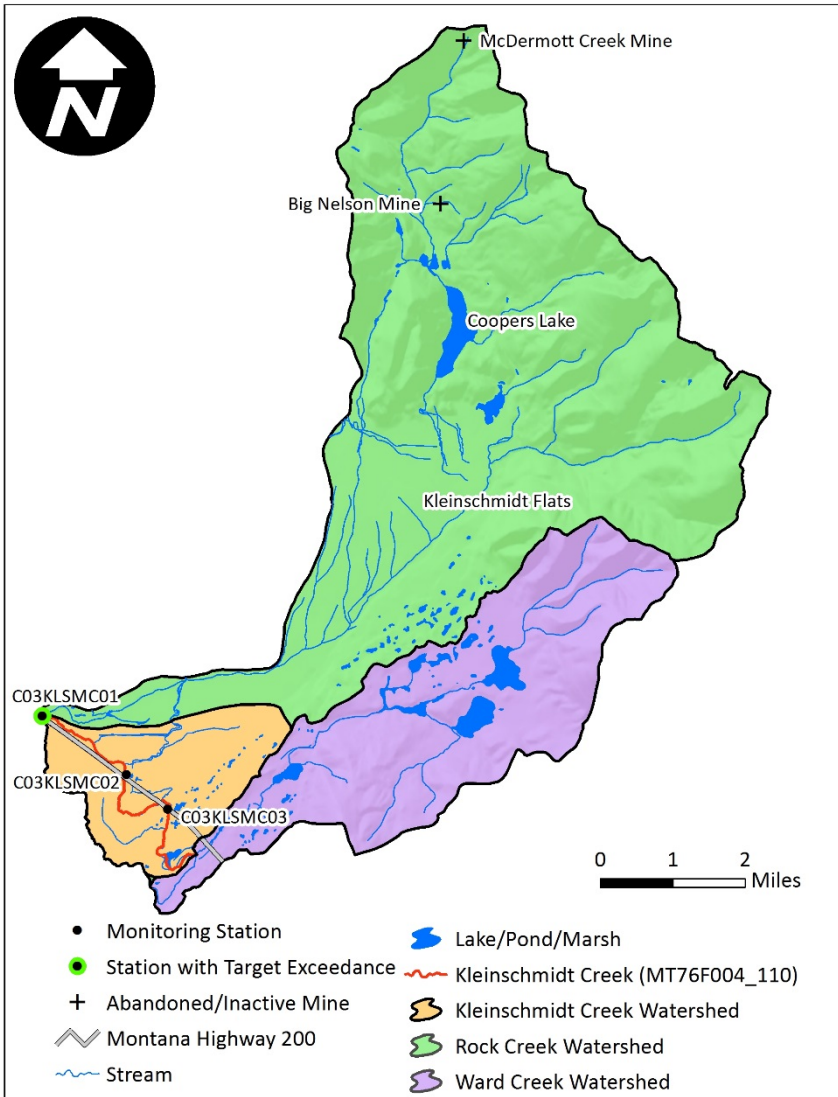 N
McDermott Creek Mine
Big Nelson Mine
Coopers Lake
Kleinschmidt Flats
C03KLSMC01
C03KLSMC02
C03KLSMC03
0 1 2
Miles
Monitoring Station
Station with Target Exceedance
Abandoned/Inactive Mine
Montana Highway 200
Stream
Lake/Pond/Marsh
Kleinschmidt Creek (MT76F004_110)
Kleinschmidt Creek Watershed
Rock Creek Watershed
Ward Creek Watershed